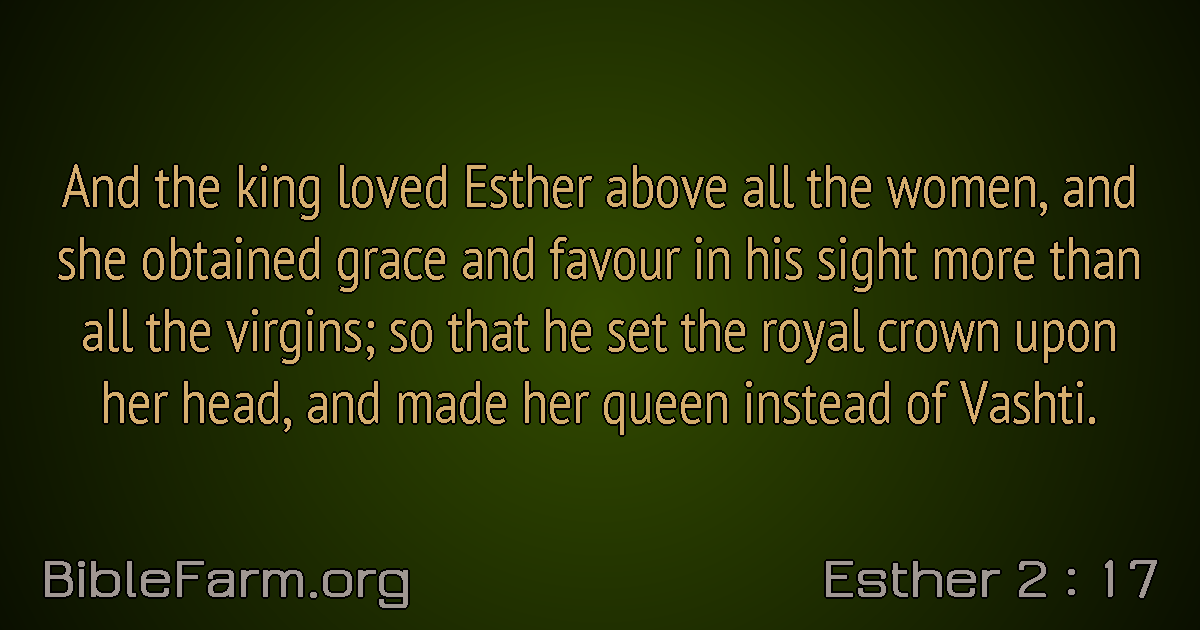 And the king loved Esther above all the women, and
she obtained grace and favour in his sight more than
all the virgins; so that he set the royal crown upon
her head, and made her queen instead of Vashti.
BibleFarm.org
Esther 2 : 17